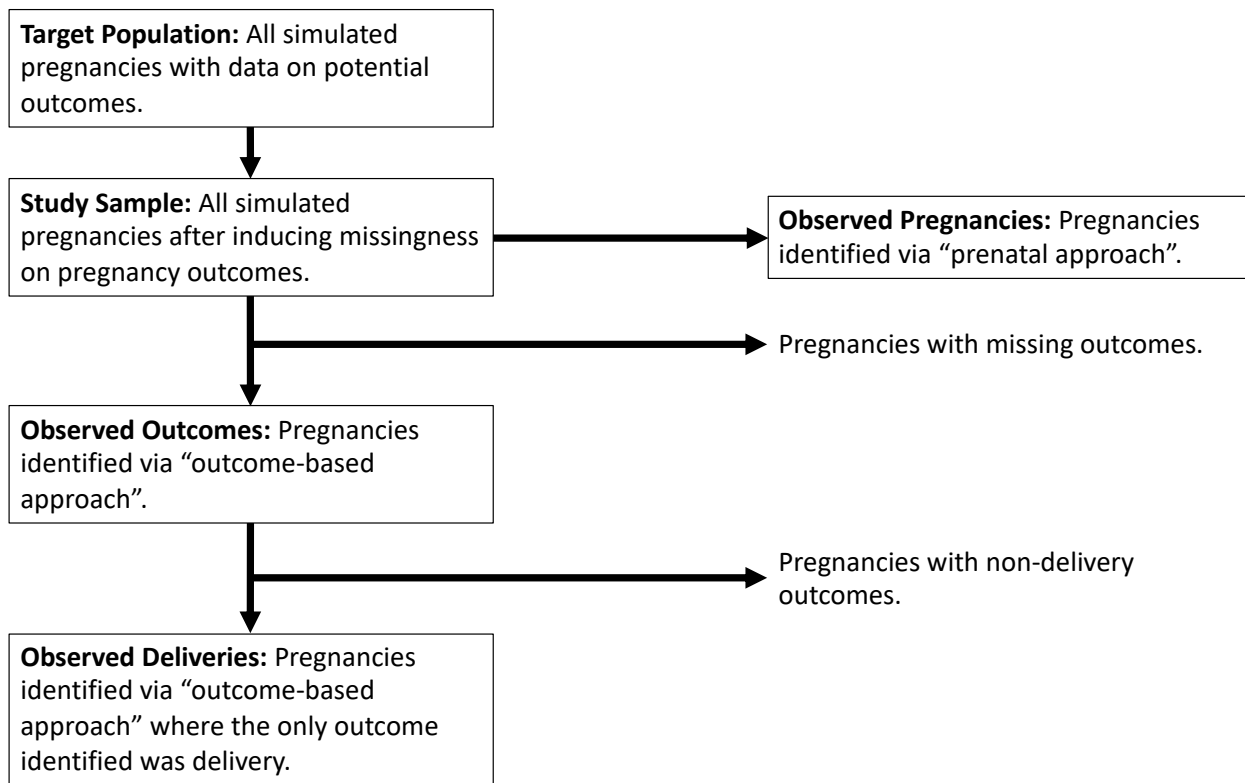 Target Population: All simulated
pregnancies with data on potential
outcomes.
Study Sample: All simulated
pregnancies after inducing missingness
on pregnancy outcomes.
Observed Pregnancies: Pregnancies
identified via “prenatal approach”.
Pregnancies with missing outcomes.
Observed Outcomes: Pregnancies
identified via “outcome-based
approach”.
Pregnancies with non-delivery
outcomes.
Observed Deliveries: Pregnancies
identified via “outcome-based
approach” where the only outcome
identified was delivery.